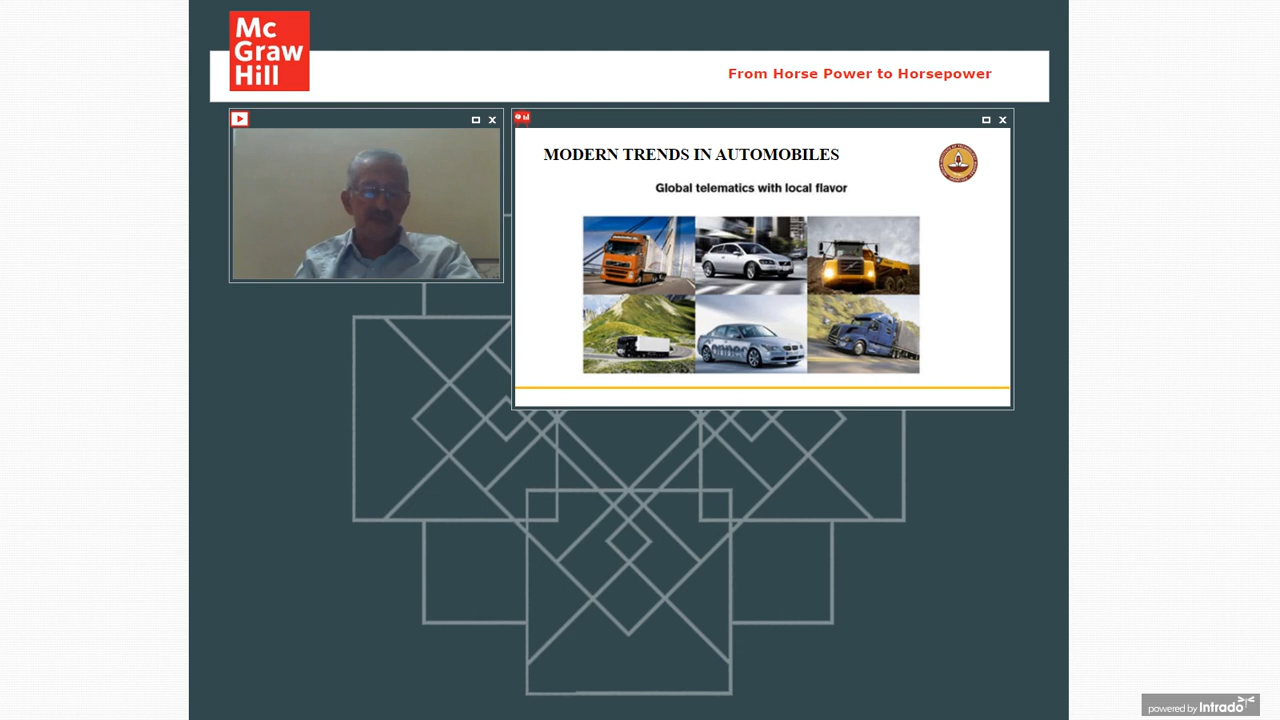 Mc
Graw
Hill
From Horse Power to Horsepower
MODERN TRENDS IN AUTOMOBILES
Global telematics with local flavor
powered by Intrado